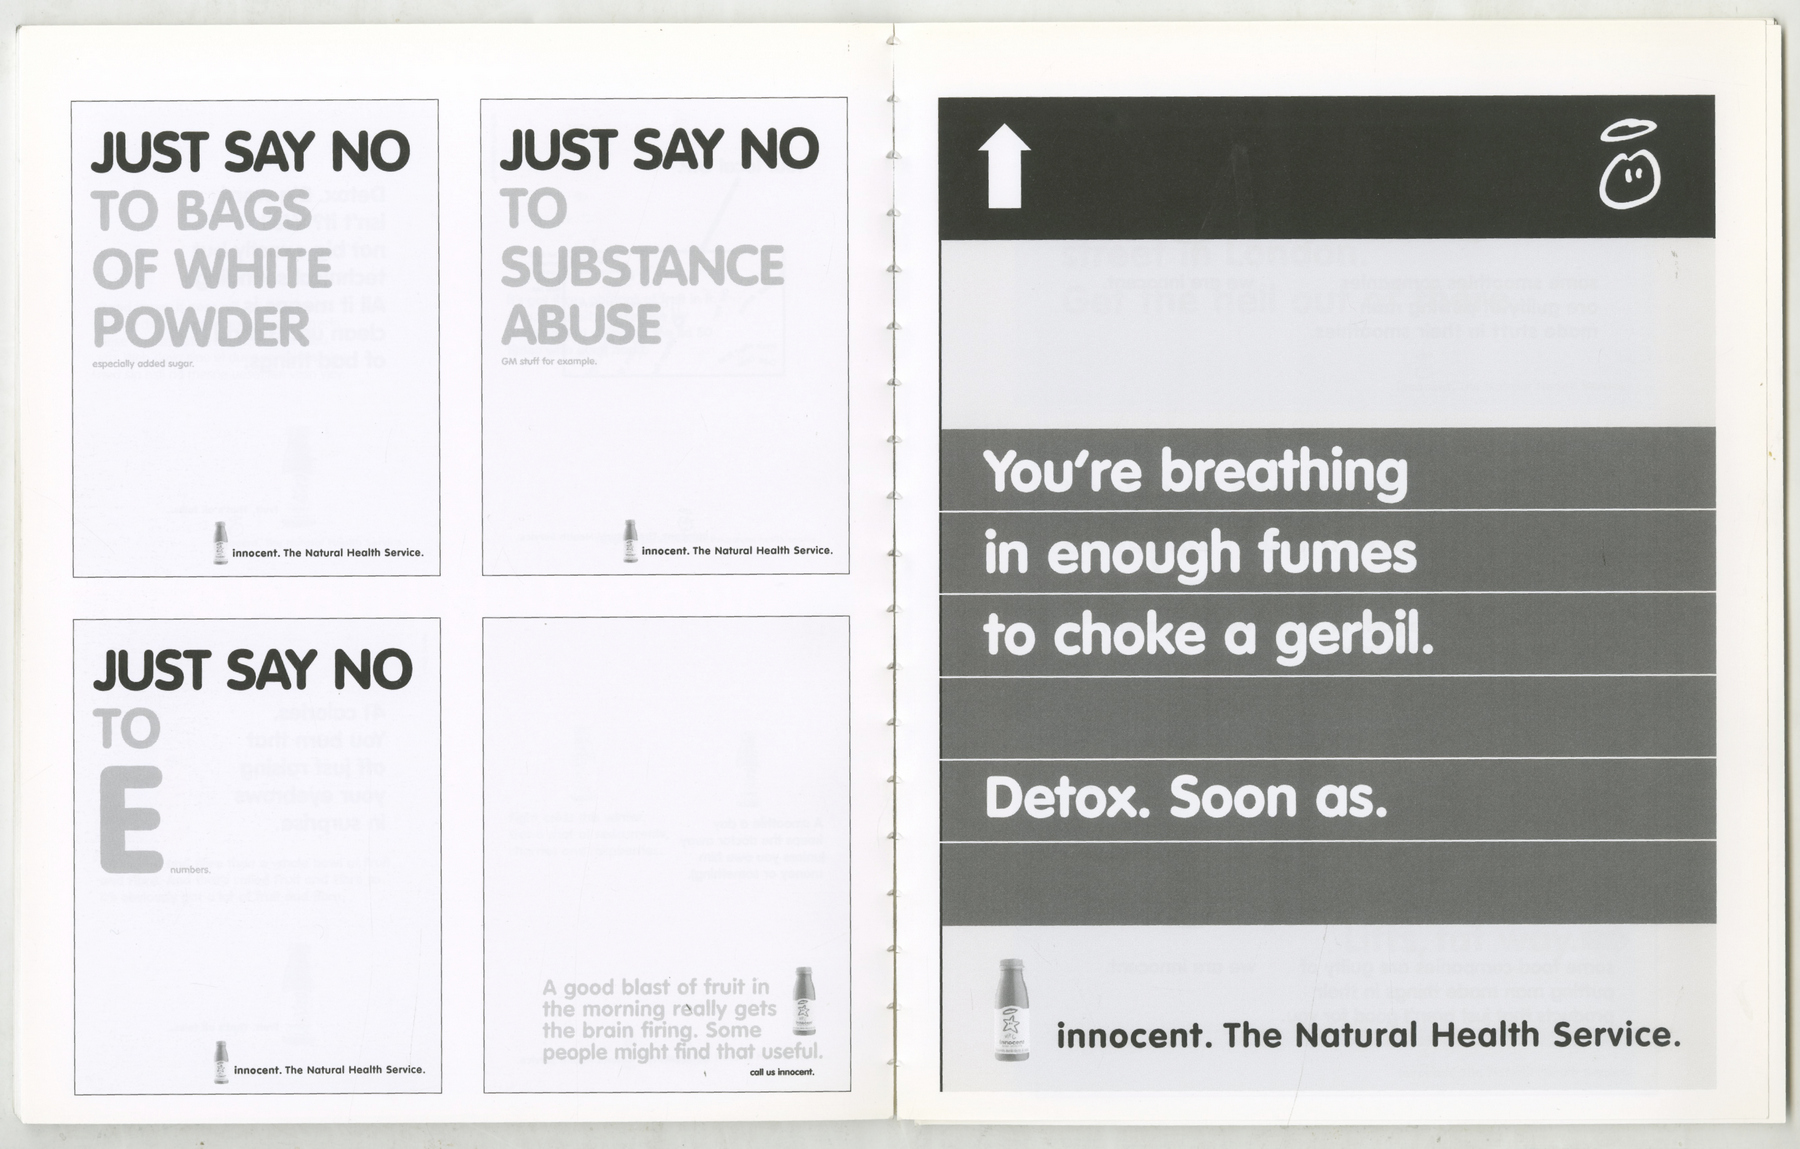 JUST SAY NO
TO BAGS
OF WHITE
POWDER
especially added sugar.
innocent. The Natural Health Service.
JUST SAY NO
TO
SUBSTANCE
ABUSE
GM stuff for example.
innocent. The Natural Health Service.
JUST SAY NO
TO
E
numbers.
innocent. The Natural Health Service.
A good blast of fruit in
the morning really gets
the brain firing. Some
people might find that useful.
call us innocent.
You're breathing
in enough fumes
to choke a gerbil.
Detox. Soon as.
innocent
innocent. The Natural Health Service.